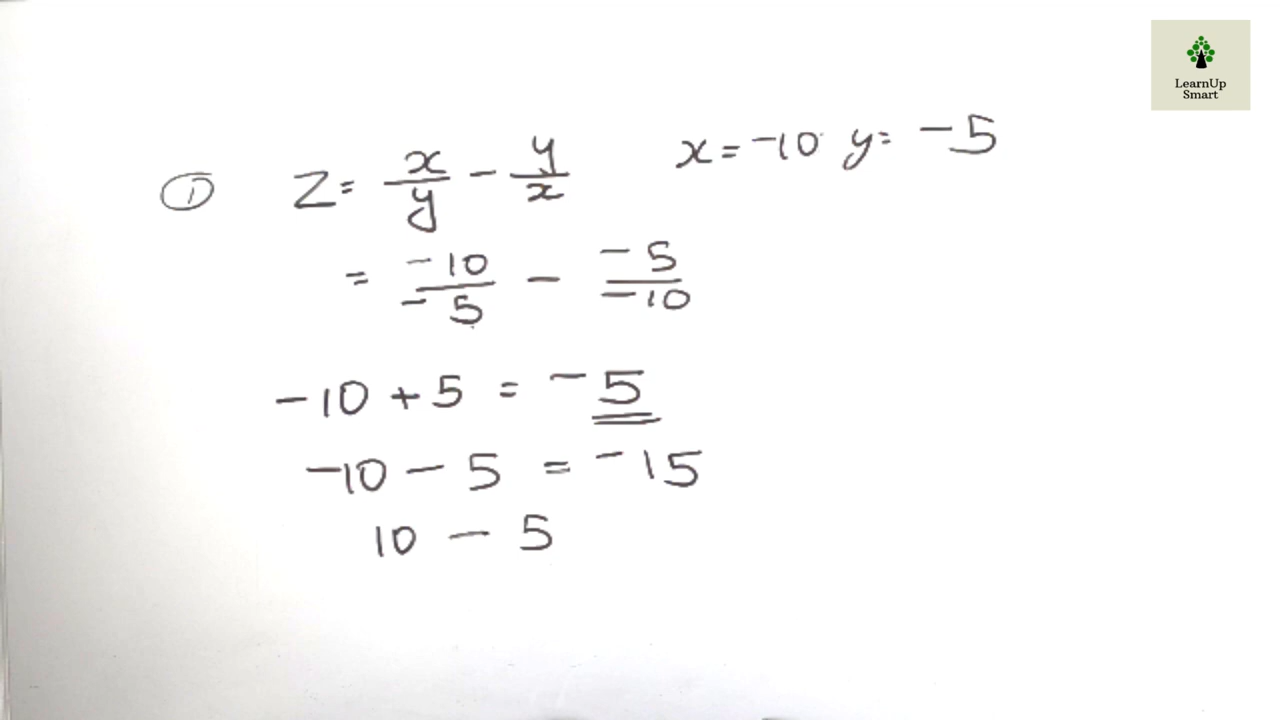 LearnUp
Smart
① Z = x/y - y/x x = -10 y = -5
= -10/-5 - -5/-10
-10 + 5 = -5
-10 - 5 = -15
10 - 5